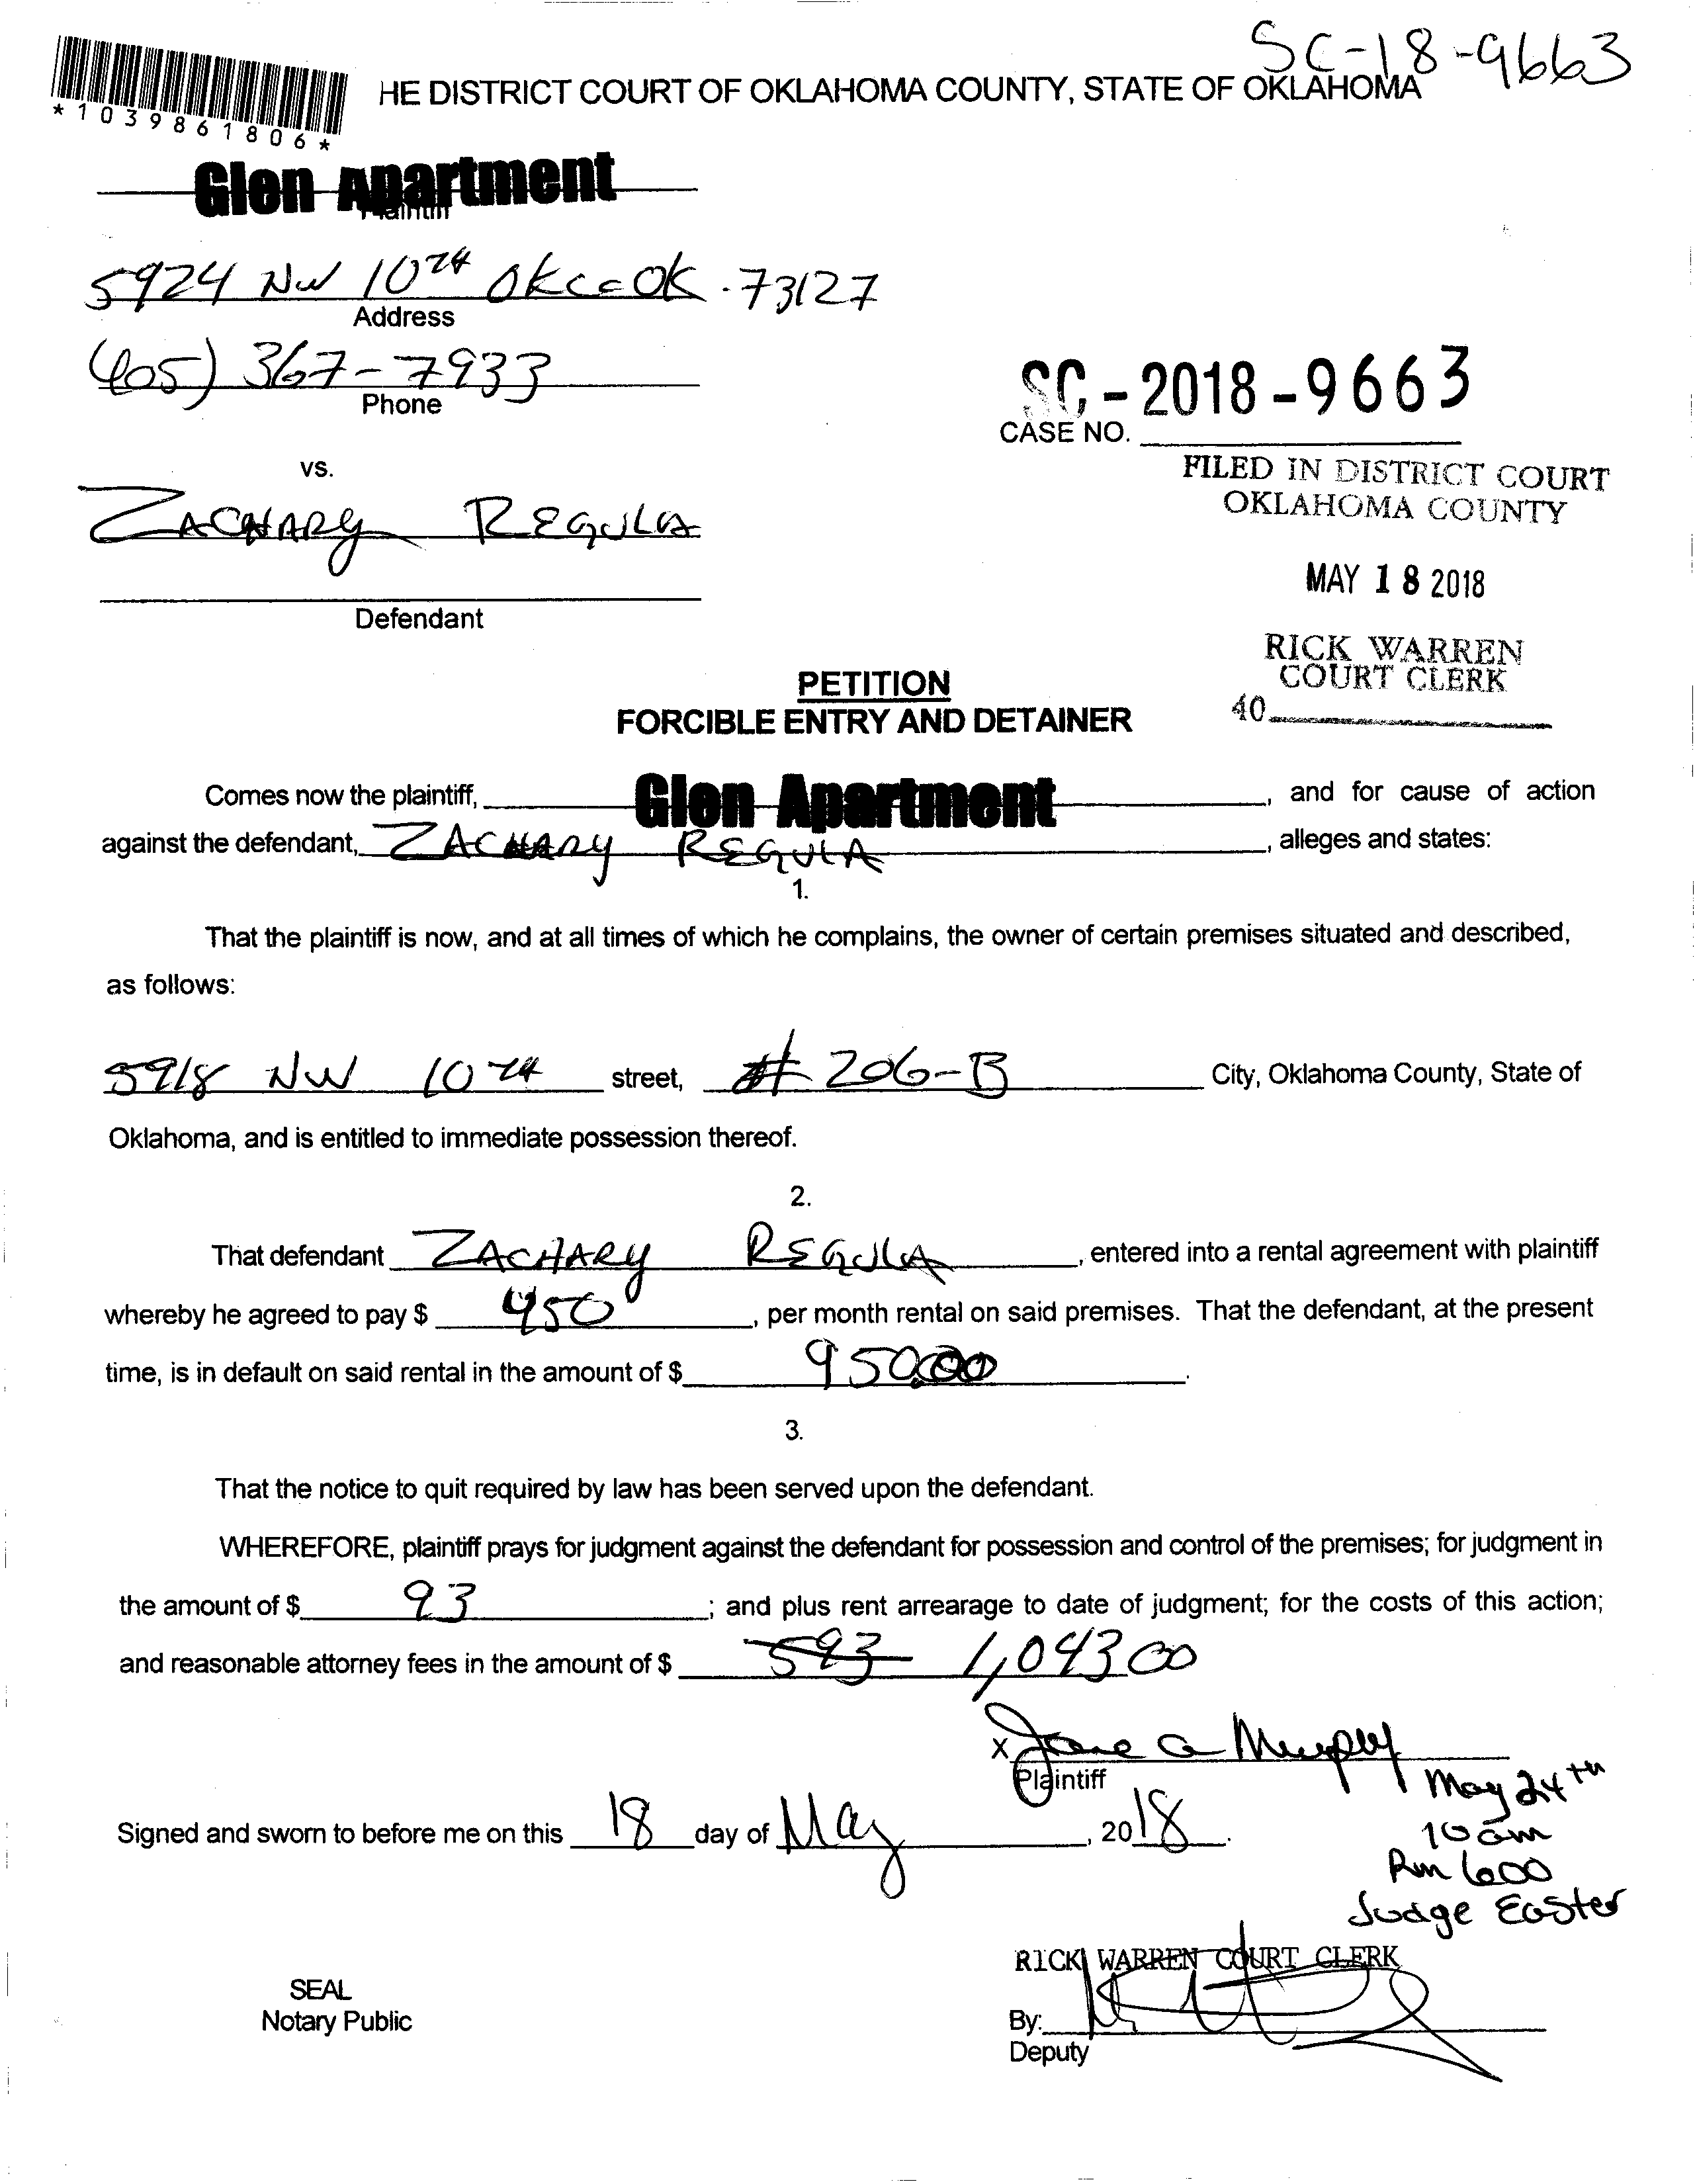 SC-18-9663
HE DISTRICT COURT OF OKLAHOMA COUNTY, STATE OF OKLAHOMA
*1039861806*
Glen Apartment
Plaintiff
5924 NW 10th OKC OK. 73127
Address
(405) 367-7933
Phone
SC-2018-9663
CASE NO.
vs.
FILED IN DISTRICT COURT
OKLAHOMA COUNTY
ZACHARY REGULA
MAY 18 2018
Defendant
RICK WARREN
COURT CLERK
40
PETITION
FORCIBLE ENTRY AND DETAINER
Comes now the plaintiff, Glen Apartment, and for cause of action
against the defendant, ZACHARY REGULA, alleges and states:
1.
That the plaintiff is now, and at all times of which he complains, the owner of certain premises situated and described,
as follows:
5918 NW 10th street, # 206-B City, Oklahoma County, State of
Oklahoma, and is entitled to immediate possession thereof.
2.
That defendant ZACHARY REGULA, entered into a rental agreement with plaintiff
whereby he agreed to pay $ 450, per month rental on said premises. That the defendant, at the present
time, is in default on said rental in the amount of $ 950.00.
3.
That the notice to quit required by law has been served upon the defendant.
WHEREFORE, plaintiff prays for judgment against the defendant for possession and control of the premises; for judgment in
the amount of $ 93; and plus rent arrearage to date of judgment; for the costs of this action;
and reasonable attorney fees in the amount of $ 593 1,043 00
x Jane a Murphy
Plaintiff
May 24th
10am
Rm 600
Judge Easter
Signed and sworn to before me on this 18 day of May, 2018.
RICK WARREN COURT CLERK
SEAL
Notary Public
By:
Deputy